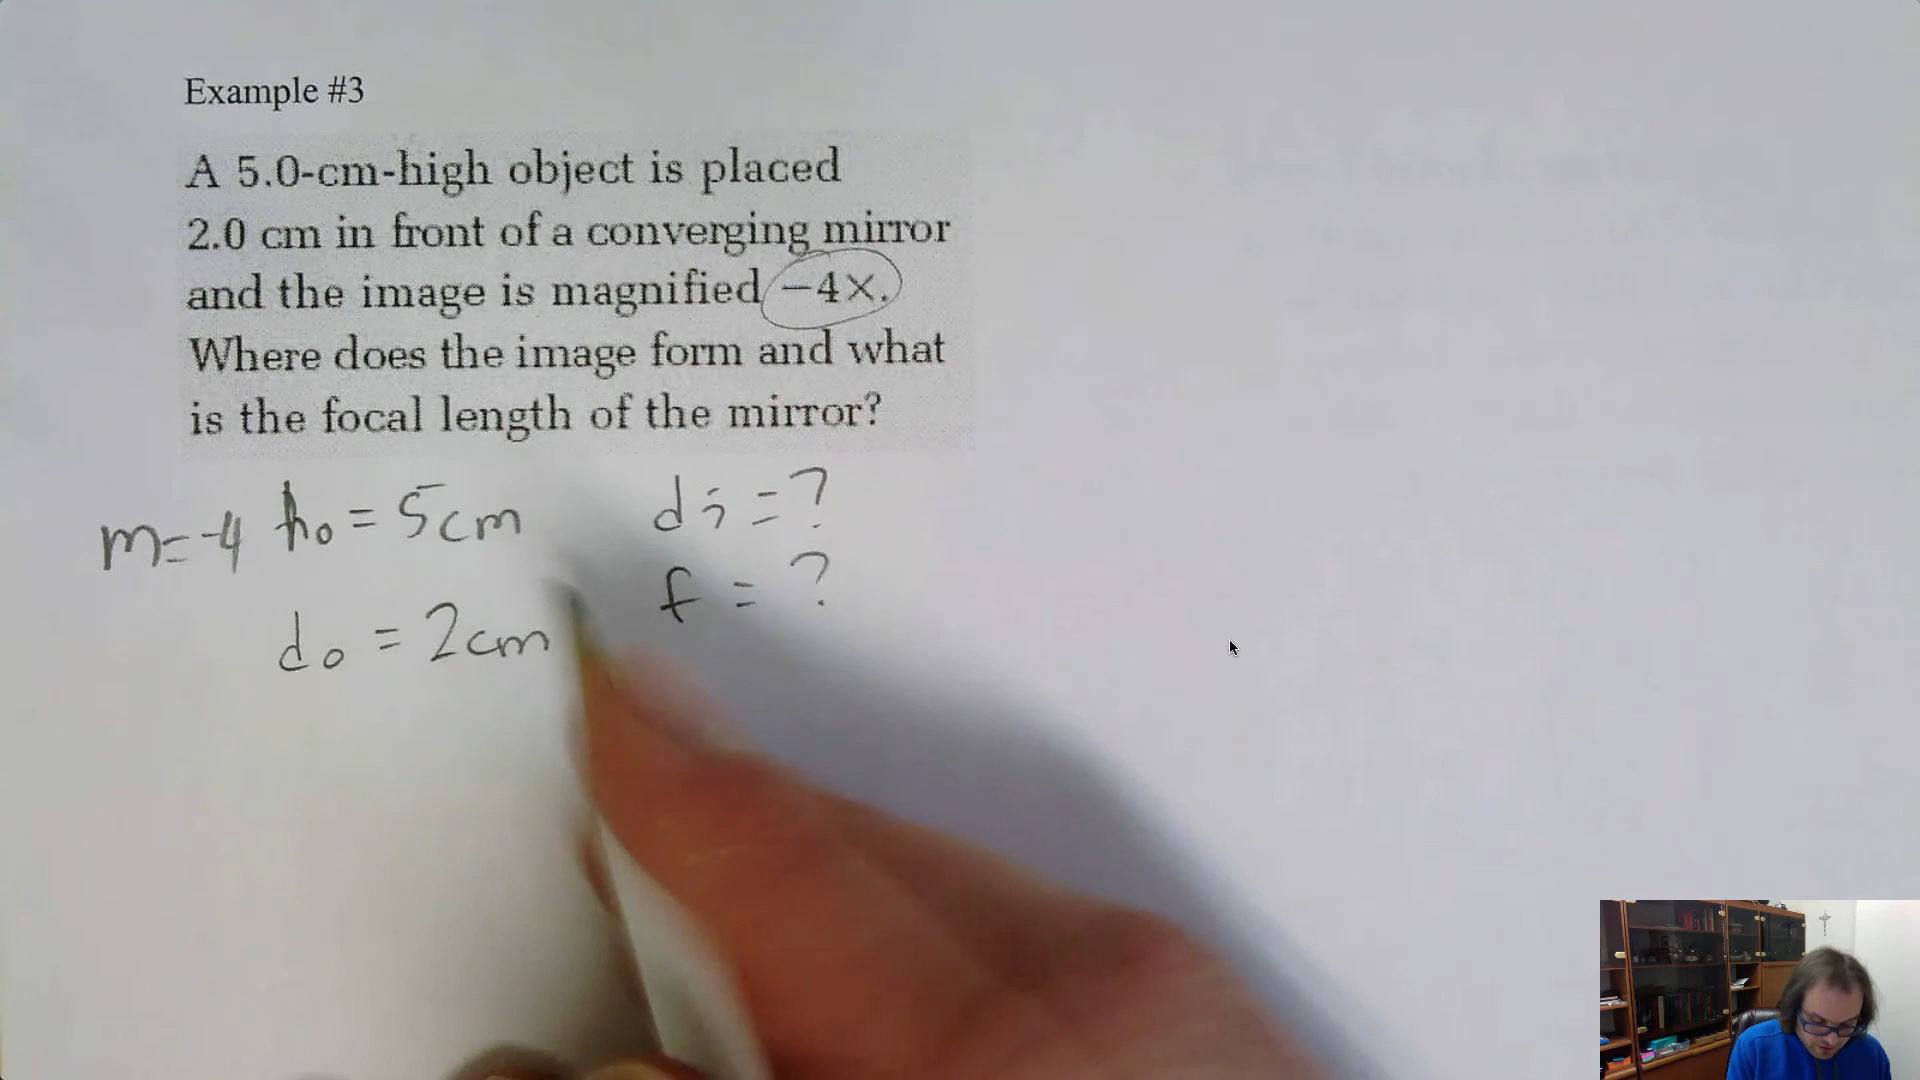 Example #3
A 5.0-cm-high object is placed
2.0 cm in front of a converging mirror
and the image is magnified −4×.
Where does the image form and what
is the focal length of the mirror?
m=-4 ho = 5cm di = ?
f = ?
do = 2cm